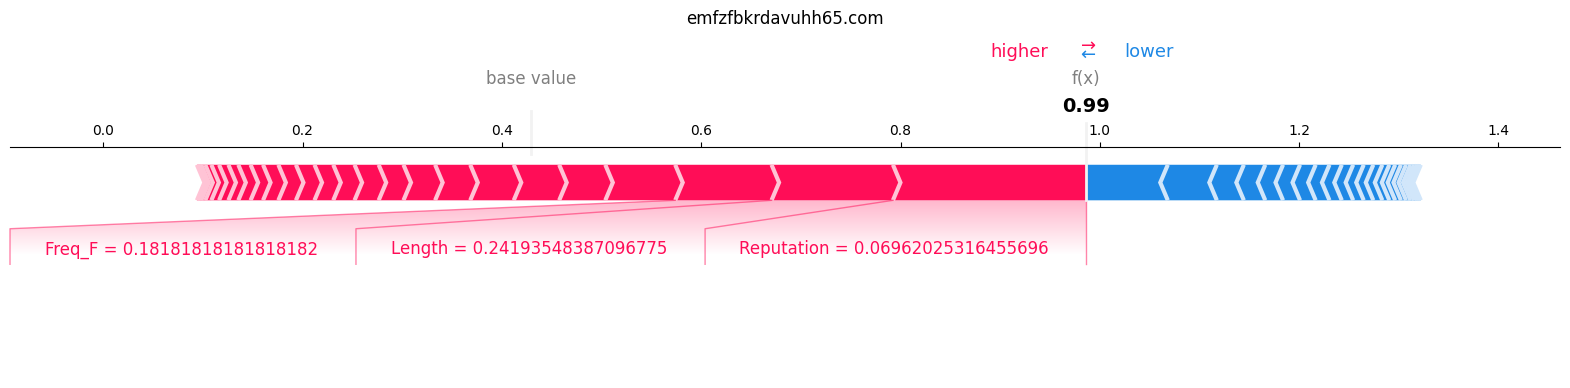 emfzfbkrdavuhh65.com
higher ⇄ lower
base value f(x)
0.99
0.0 0.2 0.4 0.6 0.8 1.0 1.2 1.4
Freq_F = 0.18181818181818182 Length = 0.24193548387096775 Reputation = 0.06962025316455696